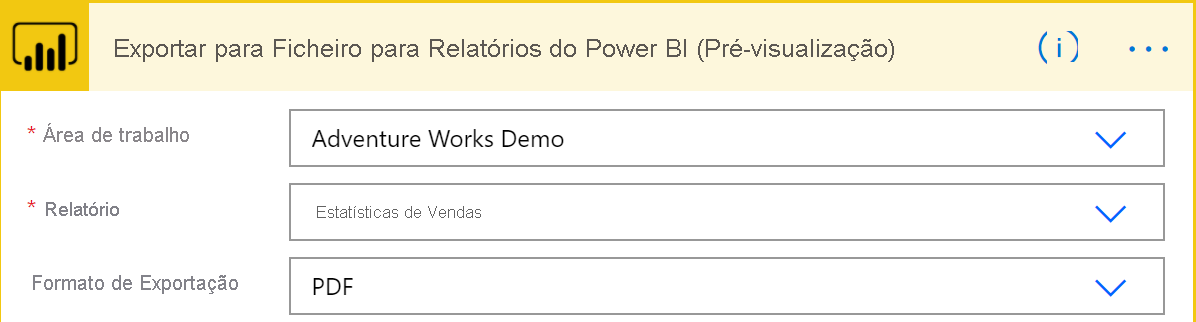 Exportar para Ficheiro para Relatórios do Power BI (Pré-visualização)
* Área de trabalho
Adventure Works Demo
* Relatório
Estatísticas de Vendas
Formato de Exportação
PDF